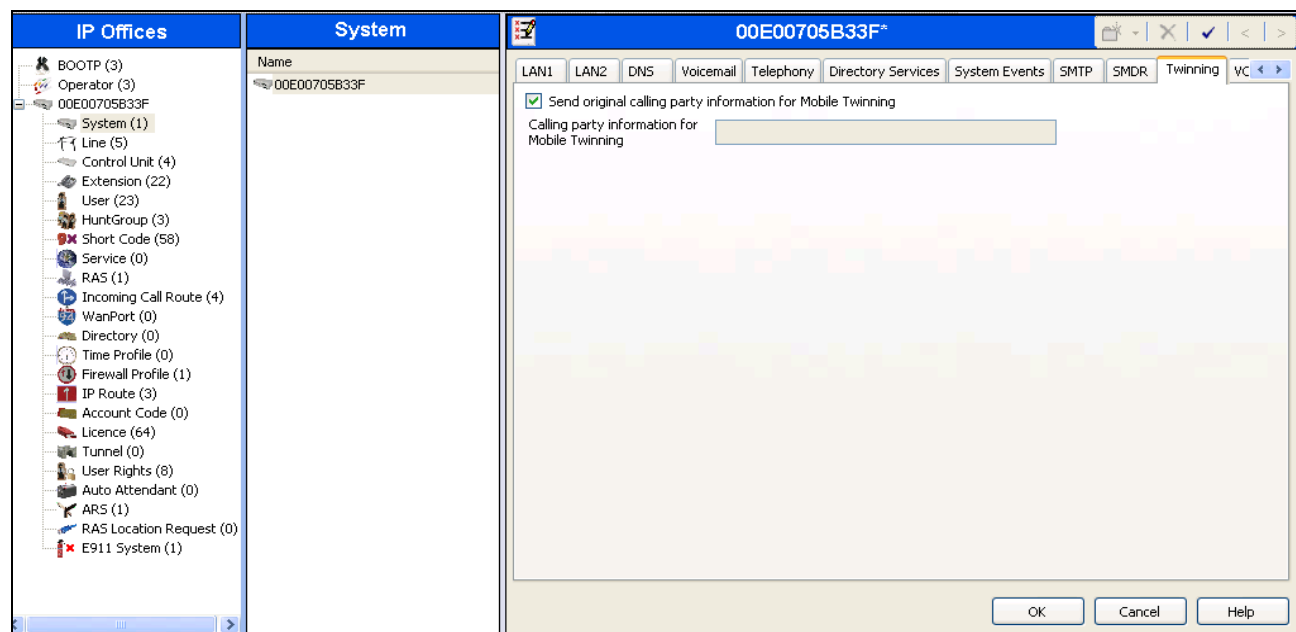 IP Offices
BOOTP (3)
Operator (3)
00E00705B33F
System (1)
Line (5)
Control Unit (4)
Extension (22)
User (23)
HuntGroup (3)
Short Code (58)
Service (0)
RAS (1)
Incoming Call Route (4)
WanPort (0)
Directory (0)
Time Profile (0)
Firewall Profile (1)
IP Route (3)
Account Code (0)
Licence (64)
Tunnel (0)
User Rights (8)
Auto Attendant (0)
ARS (1)
RAS Location Request (0)
E911 System (1)
System
Name
00E00705B33F
00E00705B33F*
LAN1 LAN2 DNS Voicemail Telephony Directory Services System Events SMTP SMDR Twinning VC
Send original calling party information for Mobile Twinning
Calling party information for
Mobile Twinning
OK Cancel Help